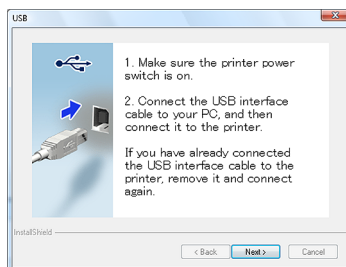 USB
1. Make sure the printer power
switch is on.
2. Connect the USB interface
cable to your PC, and then
connect it to the printer.
If you have already connected
the USB interface cable to the
printer, remove it and connect
again.
InstallShield
< Back
Next >
Cancel